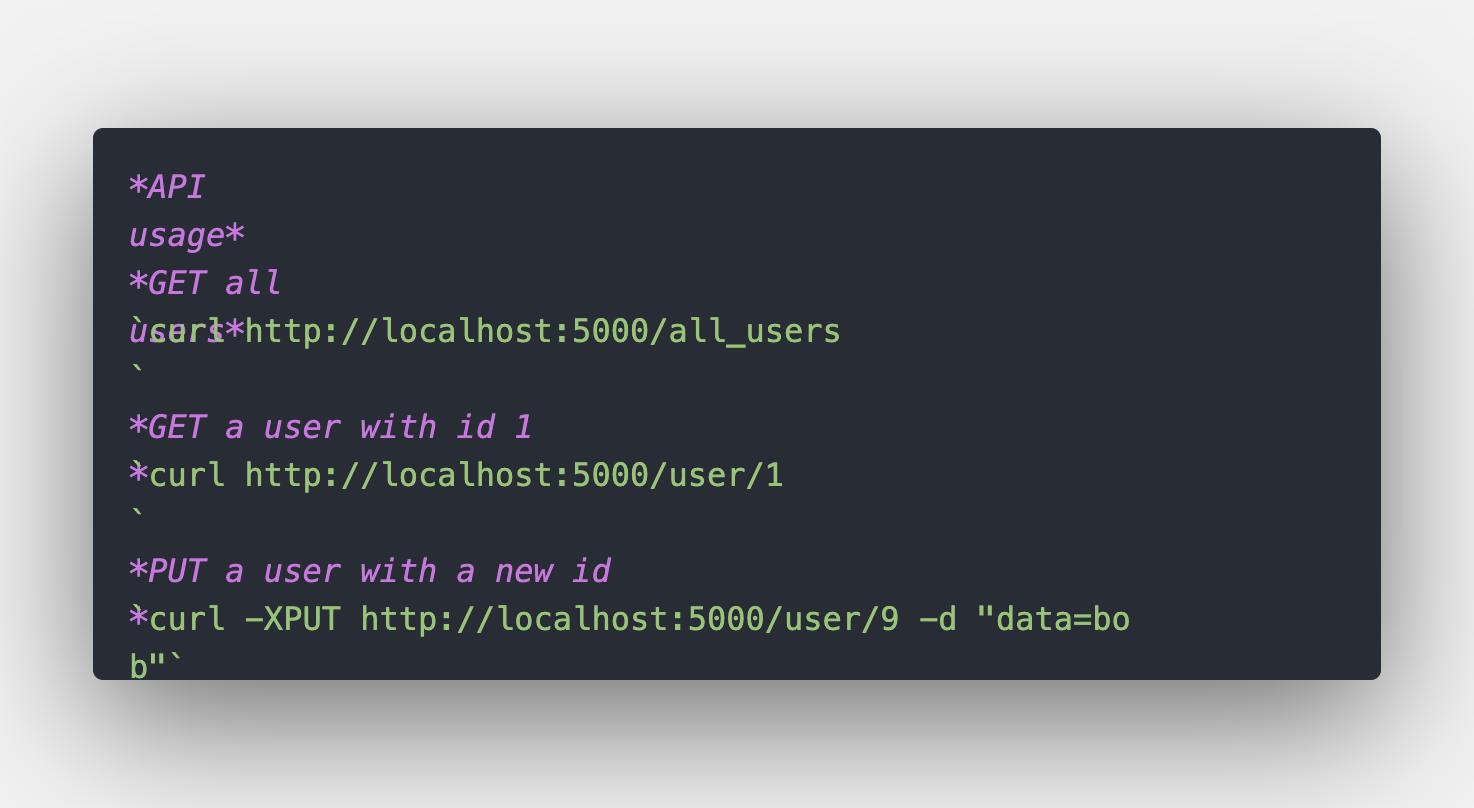 *API
usage*
*GET all
users*
`curl http://localhost:5000/all_users
`
*GET a user with id 1
*
`curl http://localhost:5000/user/1
`
*PUT a user with a new id
*
`curl -XPUT http://localhost:5000/user/9 -d "data=bo
b"`